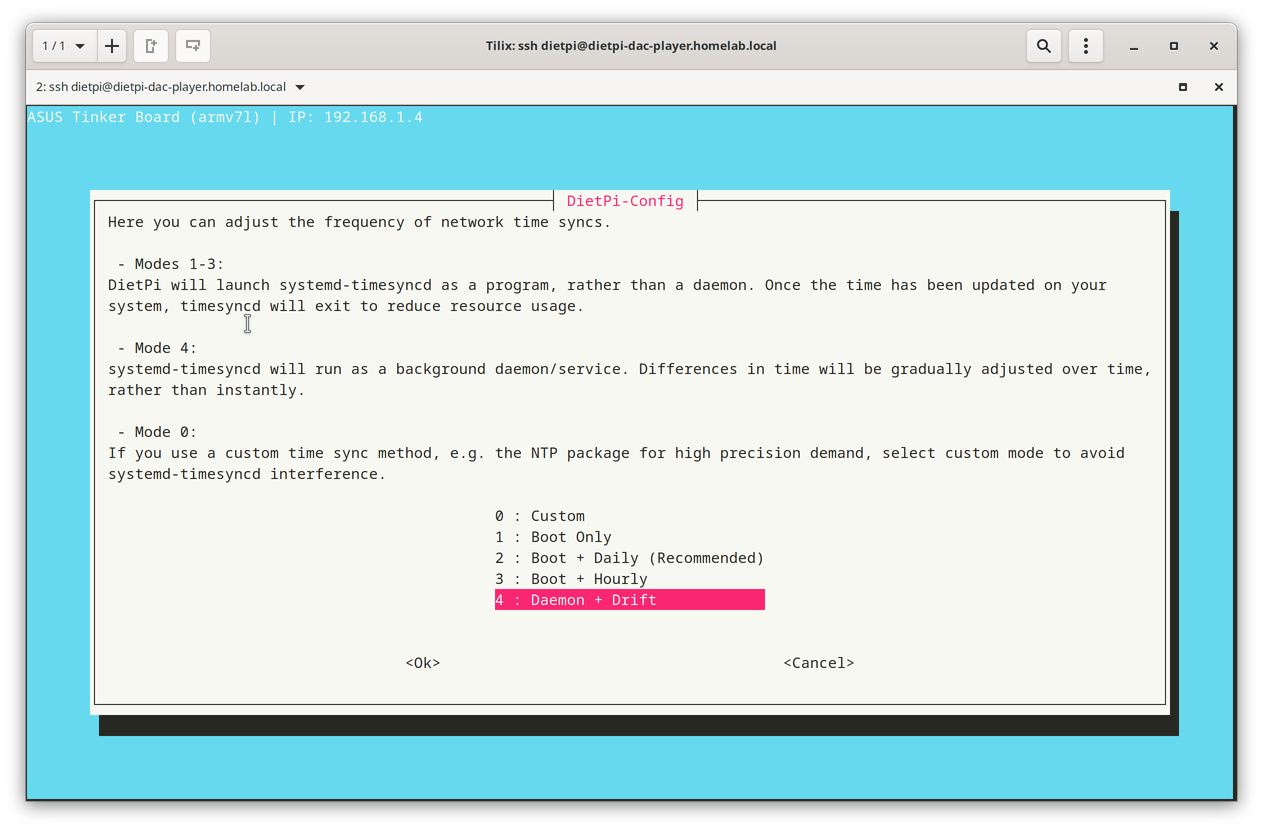 1 / 1
Tilix: ssh dietpi@dietpi-dac-player.homelab.local
2: ssh dietpi@dietpi-dac-player.homelab.local
ASUS Tinker Board (armv7l) | IP: 192.168.1.4
DietPi-Config
Here you can adjust the frequency of network time syncs.
- Modes 1-3:
DietPi will launch systemd-timesyncd as a program, rather than a daemon. Once the time has been updated on your
system, timesyncd will exit to reduce resource usage.
- Mode 4:
systemd-timesyncd will run as a background daemon/service. Differences in time will be gradually adjusted over time,
rather than instantly.
- Mode 0:
If you use a custom time sync method, e.g. the NTP package for high precision demand, select custom mode to avoid
systemd-timesyncd interference.
0 : Custom
1 : Boot Only
2 : Boot + Daily (Recommended)
3 : Boot + Hourly
4 : Daemon + Drift
<Ok> <Cancel>